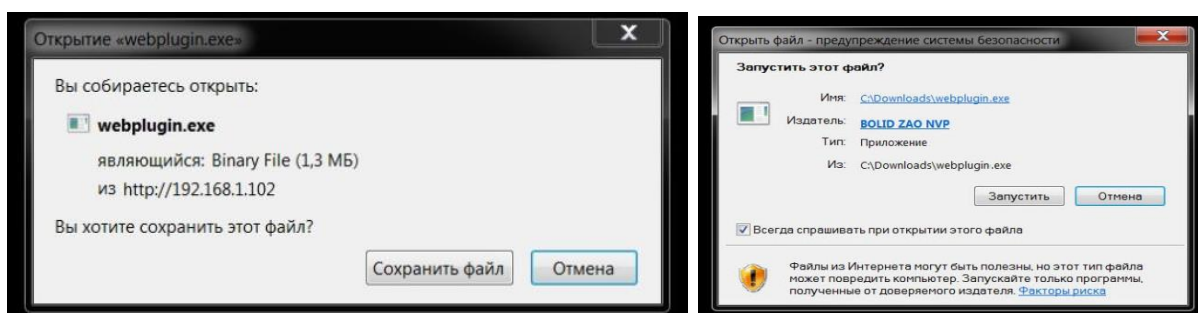 Открытие «webplugin.exe»
Вы собираетесь открыть:
webplugin.exe
являющийся: Binary File (1,3 МБ)
из http://192.168.1.102
Вы хотите сохранить этот файл?
Сохранить файл
Отмена
Открыть файл - предупреждение системы безопасности
Запустить этот файл?
Имя: C:\Downloads\webplugin.exe
Издатель: BOLID ZAO NVP
Тип: Приложение
Из: C:\Downloads\webplugin.exe
Запустить
Отмена
Всегда спрашивать при открытии этого файла
Файлы из Интернета могут быть полезны, но этот тип файла
может повредить компьютер. Запускайте только программы,
полученные от доверяемого издателя. Факторы риска